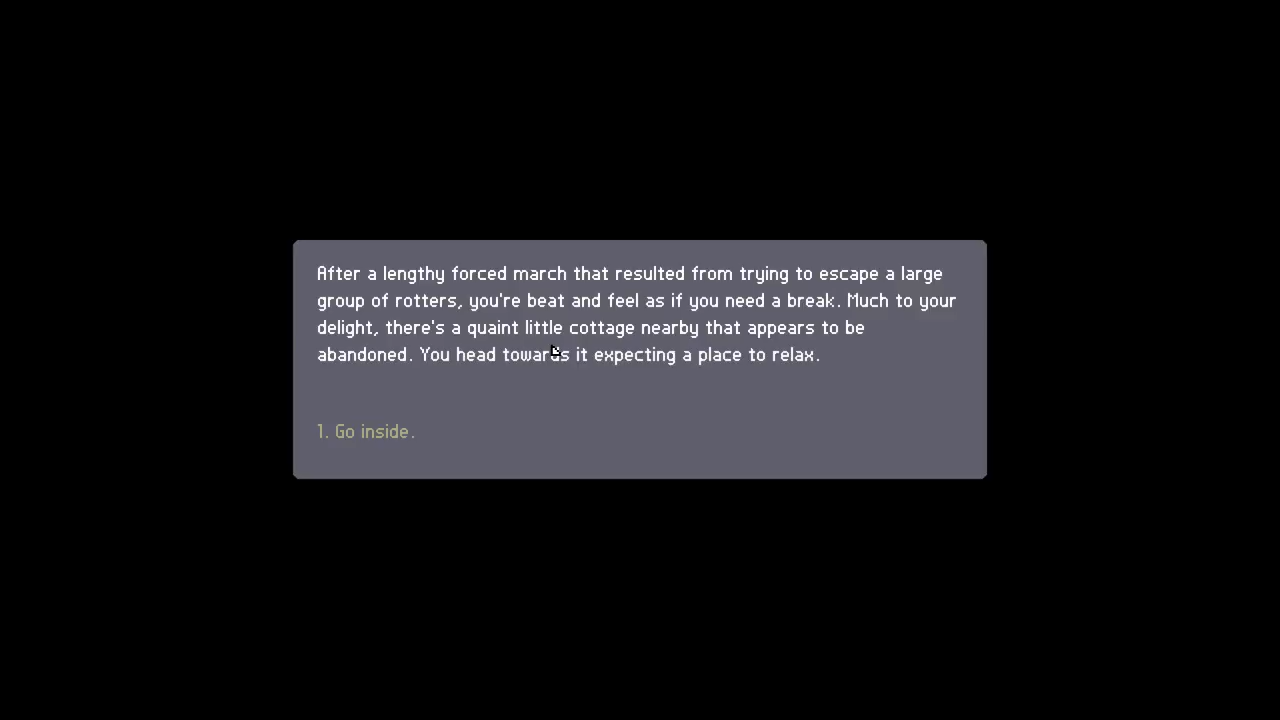 After a lengthy forced march that resulted from trying to escape a large
group of rotters, you're beat and feel as if you need a break. Much to your
delight, there's a quaint little cottage nearby that appears to be
abandoned. You head towards it expecting a place to relax.
1. Go inside.